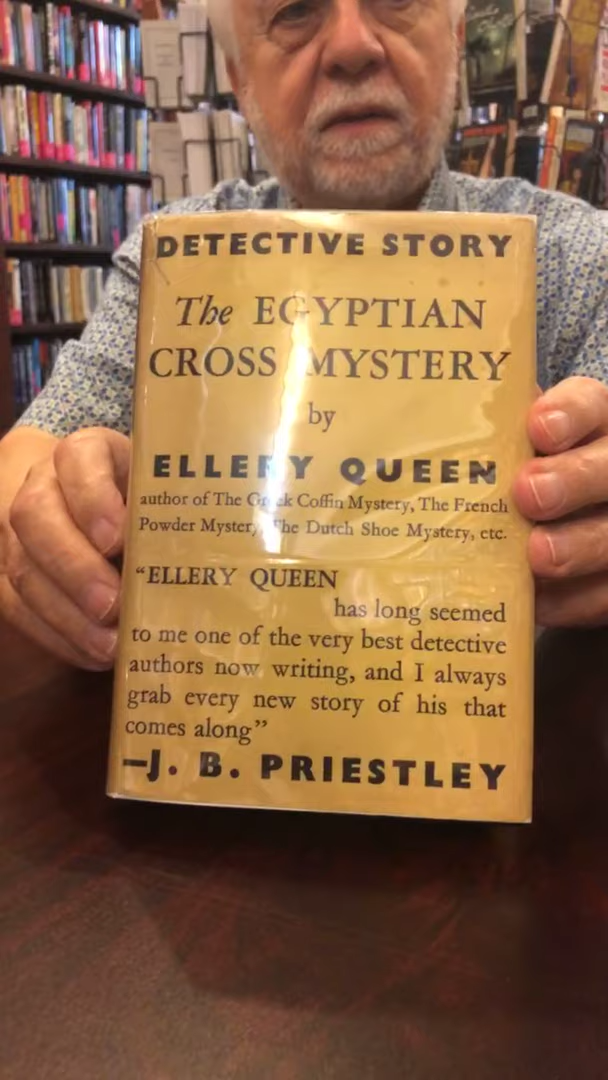 DETECTIVE STORY
The EGYPTIAN
CROSS MYSTERY
by
ELLERY QUEEN
author of The Greek Coffin Mystery, The French
Powder Mystery, The Dutch Shoe Mystery, etc.
“ELLERY QUEEN
has long seemed
to me one of the very best detective
authors now writing, and I always
grab every new story of his that
comes along”
—J. B. PRIESTLEY